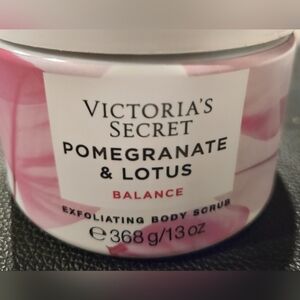 VICTORIA'S
SECRET
POMEGRANATE
& LOTUS
BALANCE
EXFOLIATING BODY SCRUB
℮ 368 g/13 oz